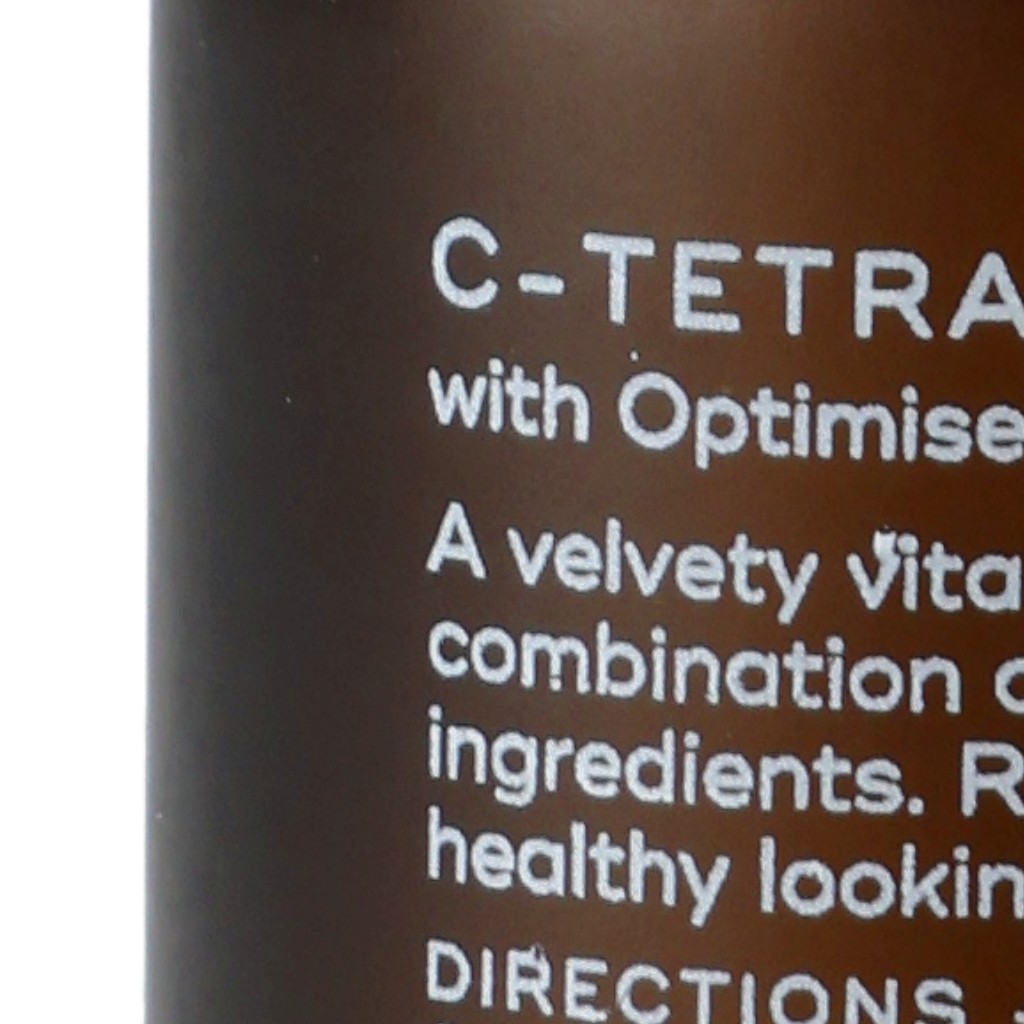 C-TETRA
with Optimise
A velvety vita
combination
ingredients. R
healthy lookin
DIRECTIONS